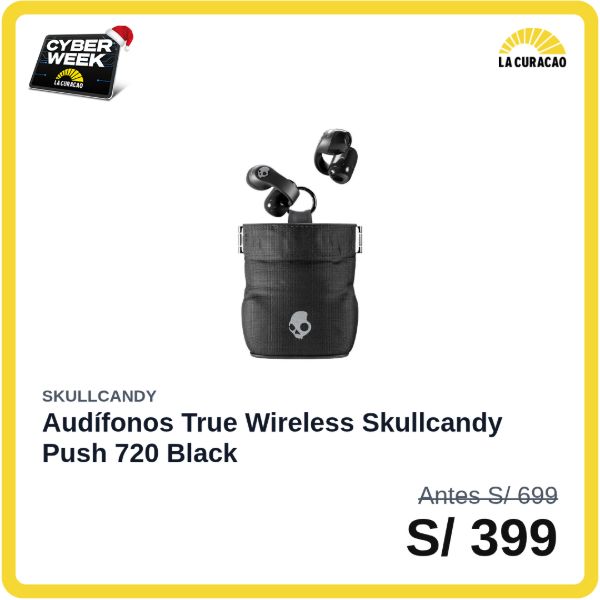 CYBER
WEEK
LA CURACAO
LA CURACAO
SKULLCANDY
Audífonos True Wireless Skullcandy
Push 720 Black
Antes S/ 699
S/ 399